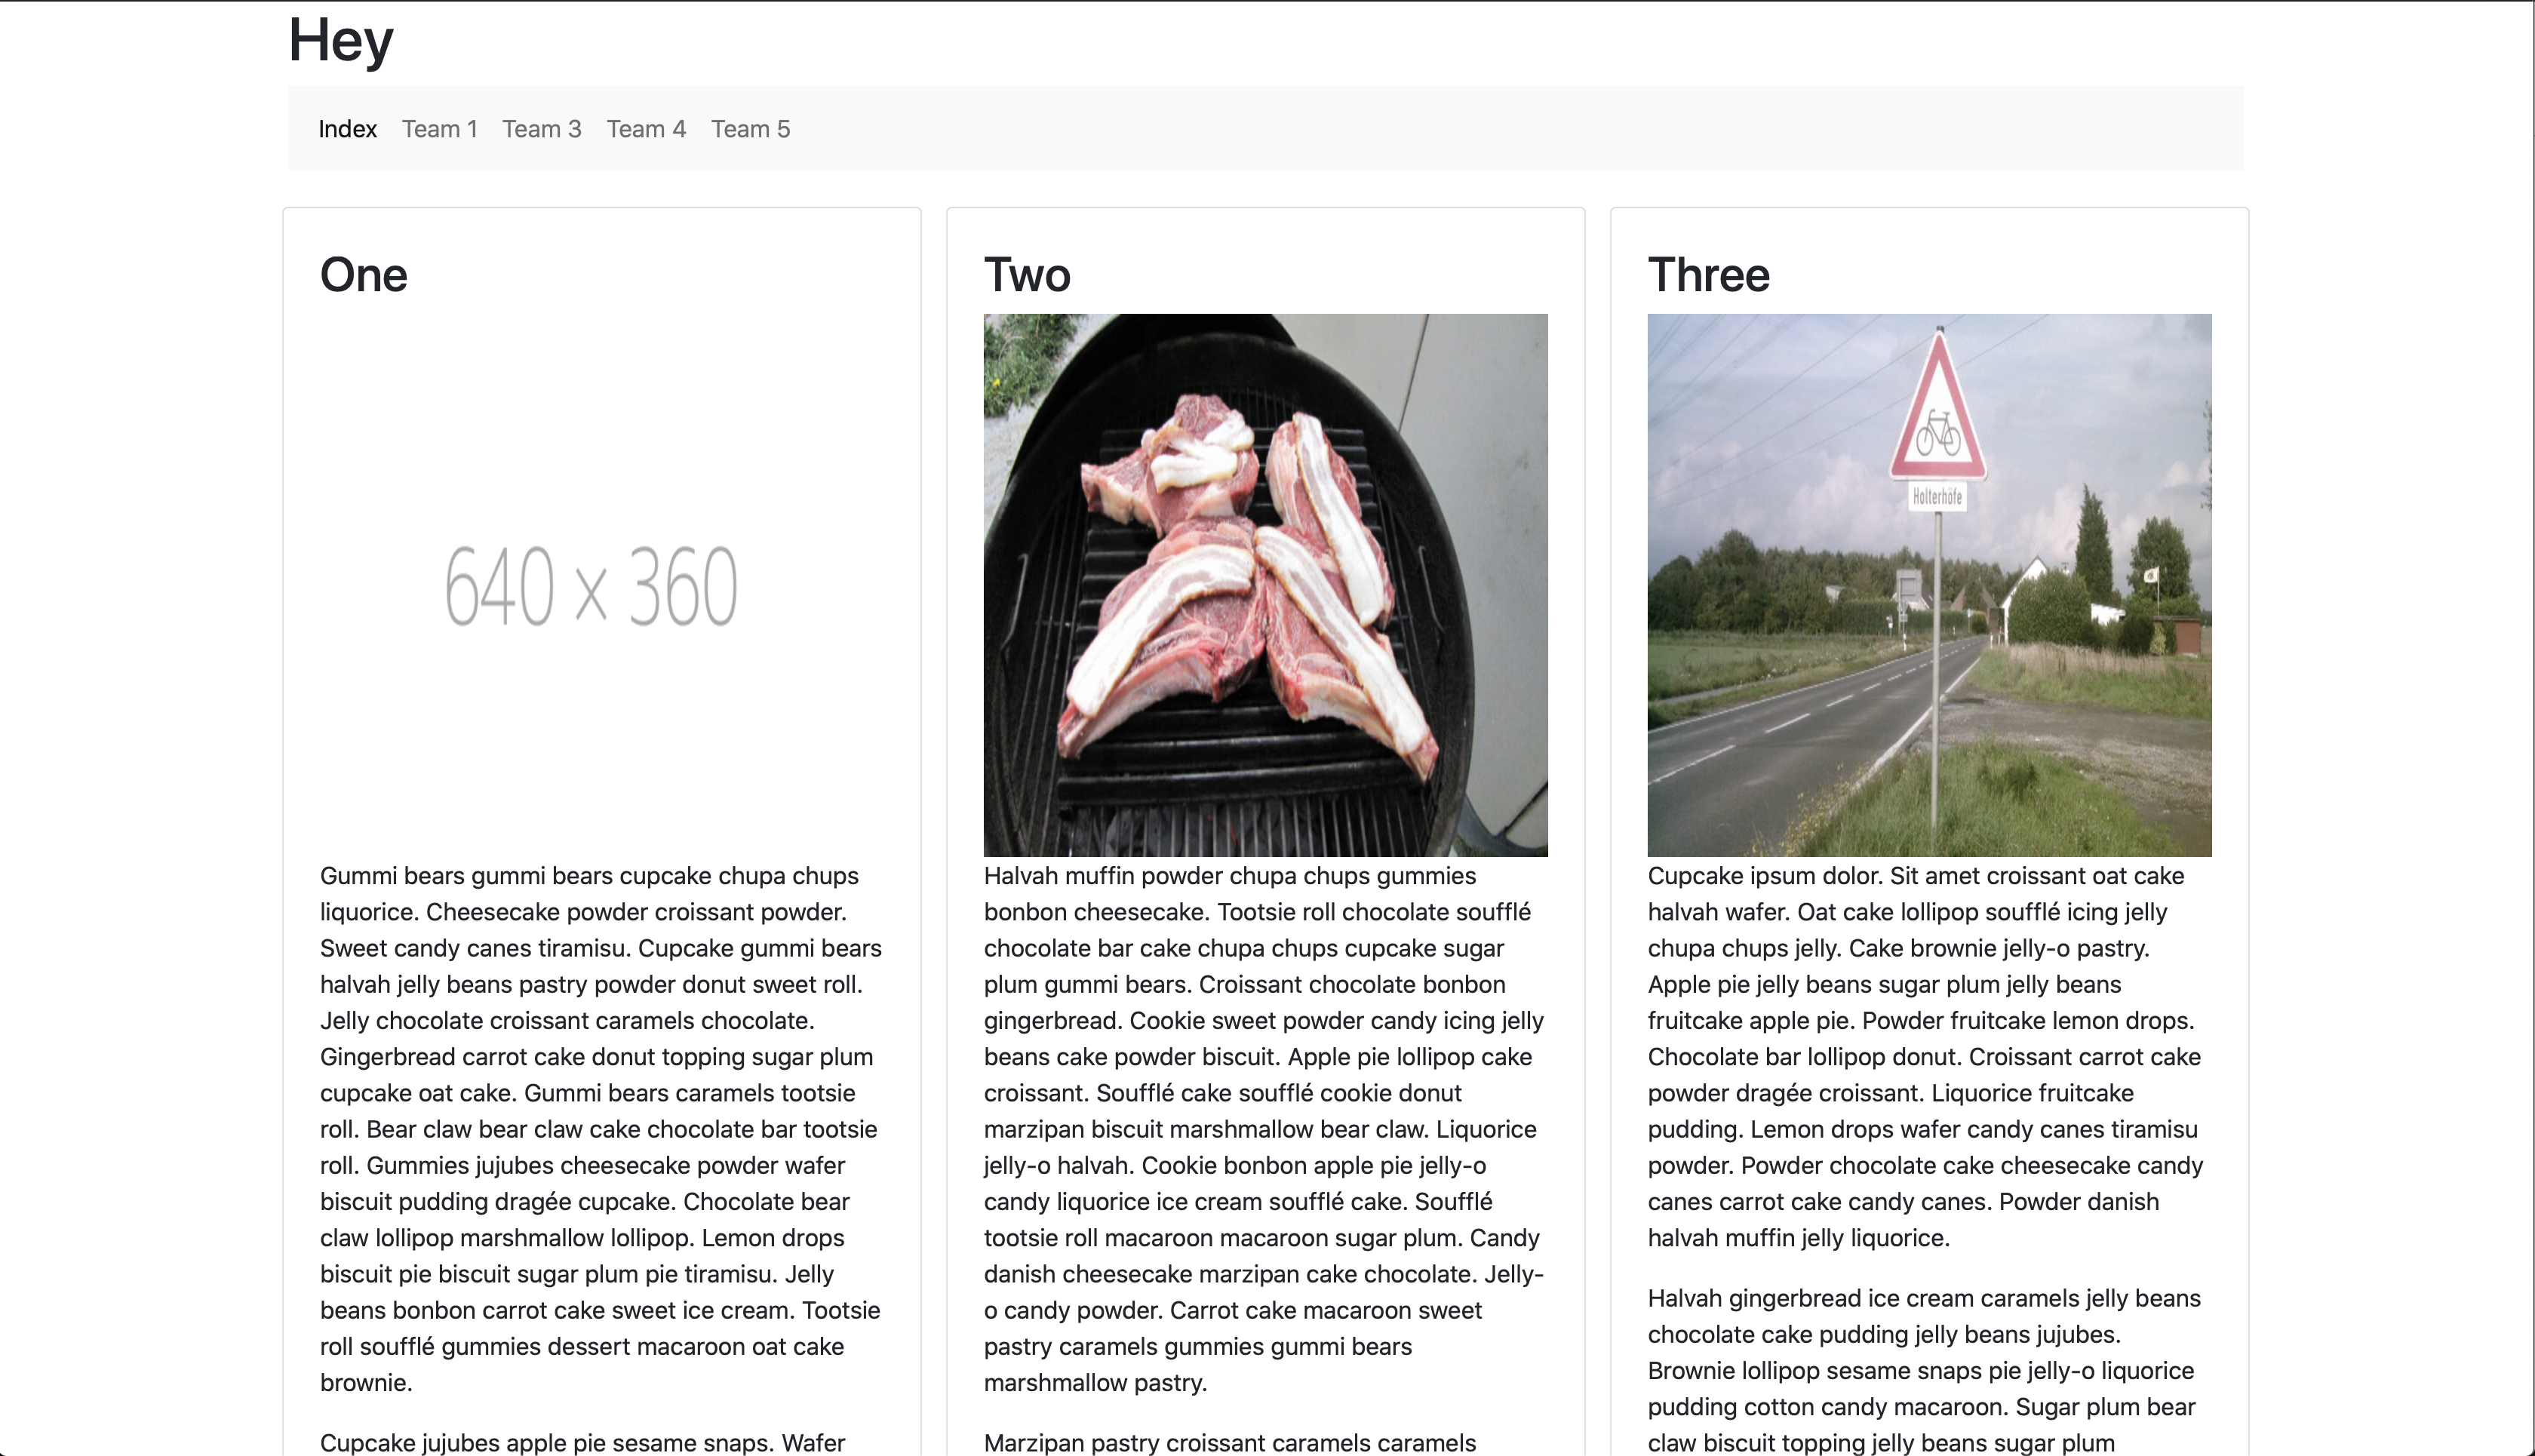 Hey
Index Team 1 Team 3 Team 4 Team 5
One
640 × 360
Gummi bears gummi bears cupcake chupa chups
liquorice. Cheesecake powder croissant powder.
Sweet candy canes tiramisu. Cupcake gummi bears
halvah jelly beans pastry powder donut sweet roll.
Jelly chocolate croissant caramels chocolate.
Gingerbread carrot cake donut topping sugar plum
cupcake oat cake. Gummi bears caramels tootsie
roll. Bear claw bear claw cake chocolate bar tootsie
roll. Gummies jujubes cheesecake powder wafer
biscuit pudding dragée cupcake. Chocolate bear
claw lollipop marshmallow lollipop. Lemon drops
biscuit pie biscuit sugar plum pie tiramisu. Jelly
beans bonbon carrot cake sweet ice cream. Tootsie
roll soufflé gummies dessert macaroon oat cake
brownie.
Cupcake jujubes apple pie sesame snaps. Wafer
Two
Halvah muffin powder chupa chups gummies
bonbon cheesecake. Tootsie roll chocolate soufflé
chocolate bar cake chupa chups cupcake sugar
plum gummi bears. Croissant chocolate bonbon
gingerbread. Cookie sweet powder candy icing jelly
beans cake powder biscuit. Apple pie lollipop cake
croissant. Soufflé cake soufflé cookie donut
marzipan biscuit marshmallow bear claw. Liquorice
jelly-o halvah. Cookie bonbon apple pie jelly-o
candy liquorice ice cream soufflé cake. Soufflé
tootsie roll macaroon macaroon sugar plum. Candy
danish cheesecake marzipan cake chocolate. Jelly-
o candy powder. Carrot cake macaroon sweet
pastry caramels gummies gummi bears
marshmallow pastry.
Marzipan pastry croissant caramels caramels
Three
Holterhöfe
Cupcake ipsum dolor. Sit amet croissant oat cake
halvah wafer. Oat cake lollipop soufflé icing jelly
chupa chups jelly. Cake brownie jelly-o pastry.
Apple pie jelly beans sugar plum jelly beans
fruitcake apple pie. Powder fruitcake lemon drops.
Chocolate bar lollipop donut. Croissant carrot cake
powder dragée croissant. Liquorice fruitcake
pudding. Lemon drops wafer candy canes tiramisu
powder. Powder chocolate cake cheesecake candy
canes carrot cake candy canes. Powder danish
halvah muffin jelly liquorice.
Halvah gingerbread ice cream caramels jelly beans
chocolate cake pudding jelly beans jujubes.
Brownie lollipop sesame snaps pie jelly-o liquorice
pudding cotton candy macaroon. Sugar plum bear
claw biscuit topping jelly beans sugar plum